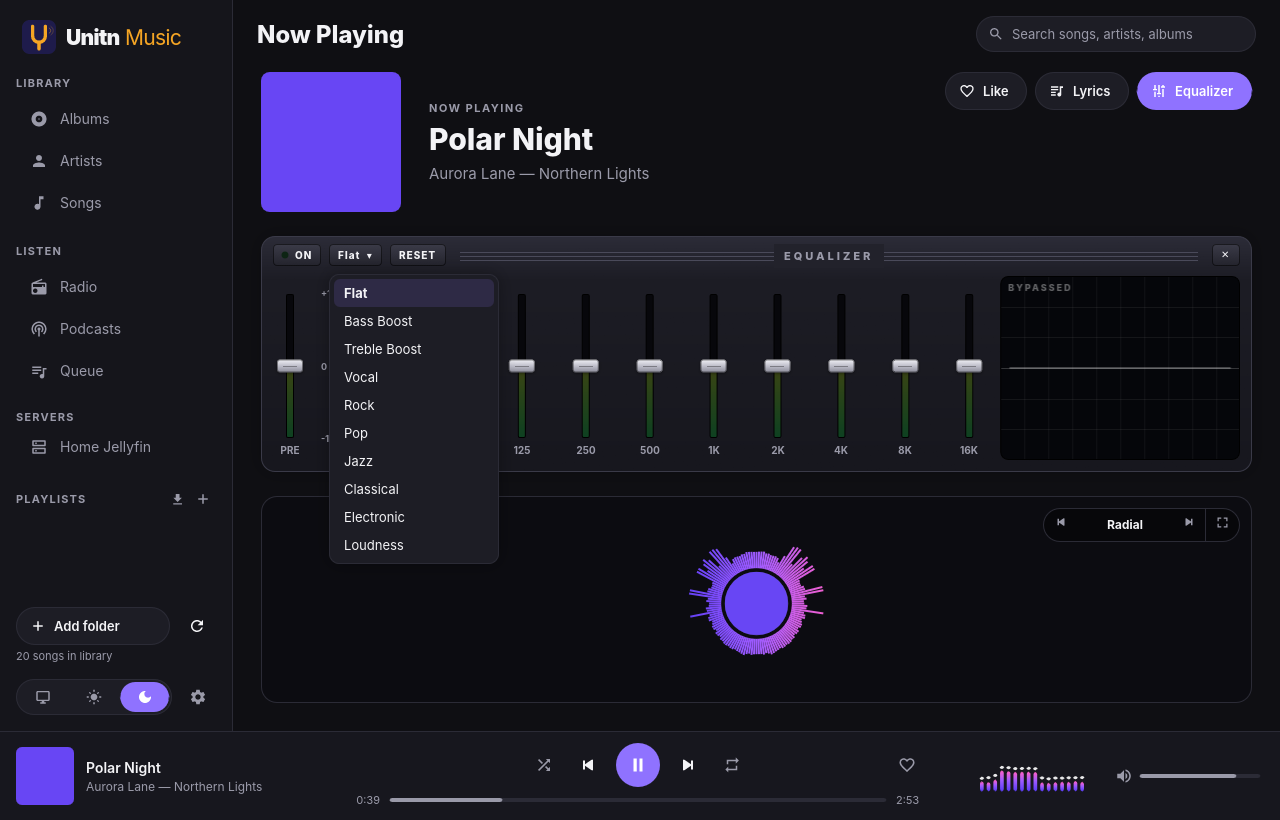 Unitn Music
LIBRARY
Albums
Artists
Songs
LISTEN
Radio
Podcasts
Queue
SERVERS
Home Jellyfin
PLAYLISTS
Add folder
20 songs in library
Now Playing
Search songs, artists, albums
NOW PLAYING
Polar Night
Aurora Lane — Northern Lights
Like
Lyrics
Equalizer
ON
Flat
RESET
EQUALIZER
Flat
Bass Boost
Treble Boost
Vocal
Rock
Pop
Jazz
Classical
Electronic
Loudness
0
PRE
125
250
500
1K
2K
4K
8K
16K
BYPASSED
Radial
Polar Night
Aurora Lane — Northern Lights
0:39
2:53